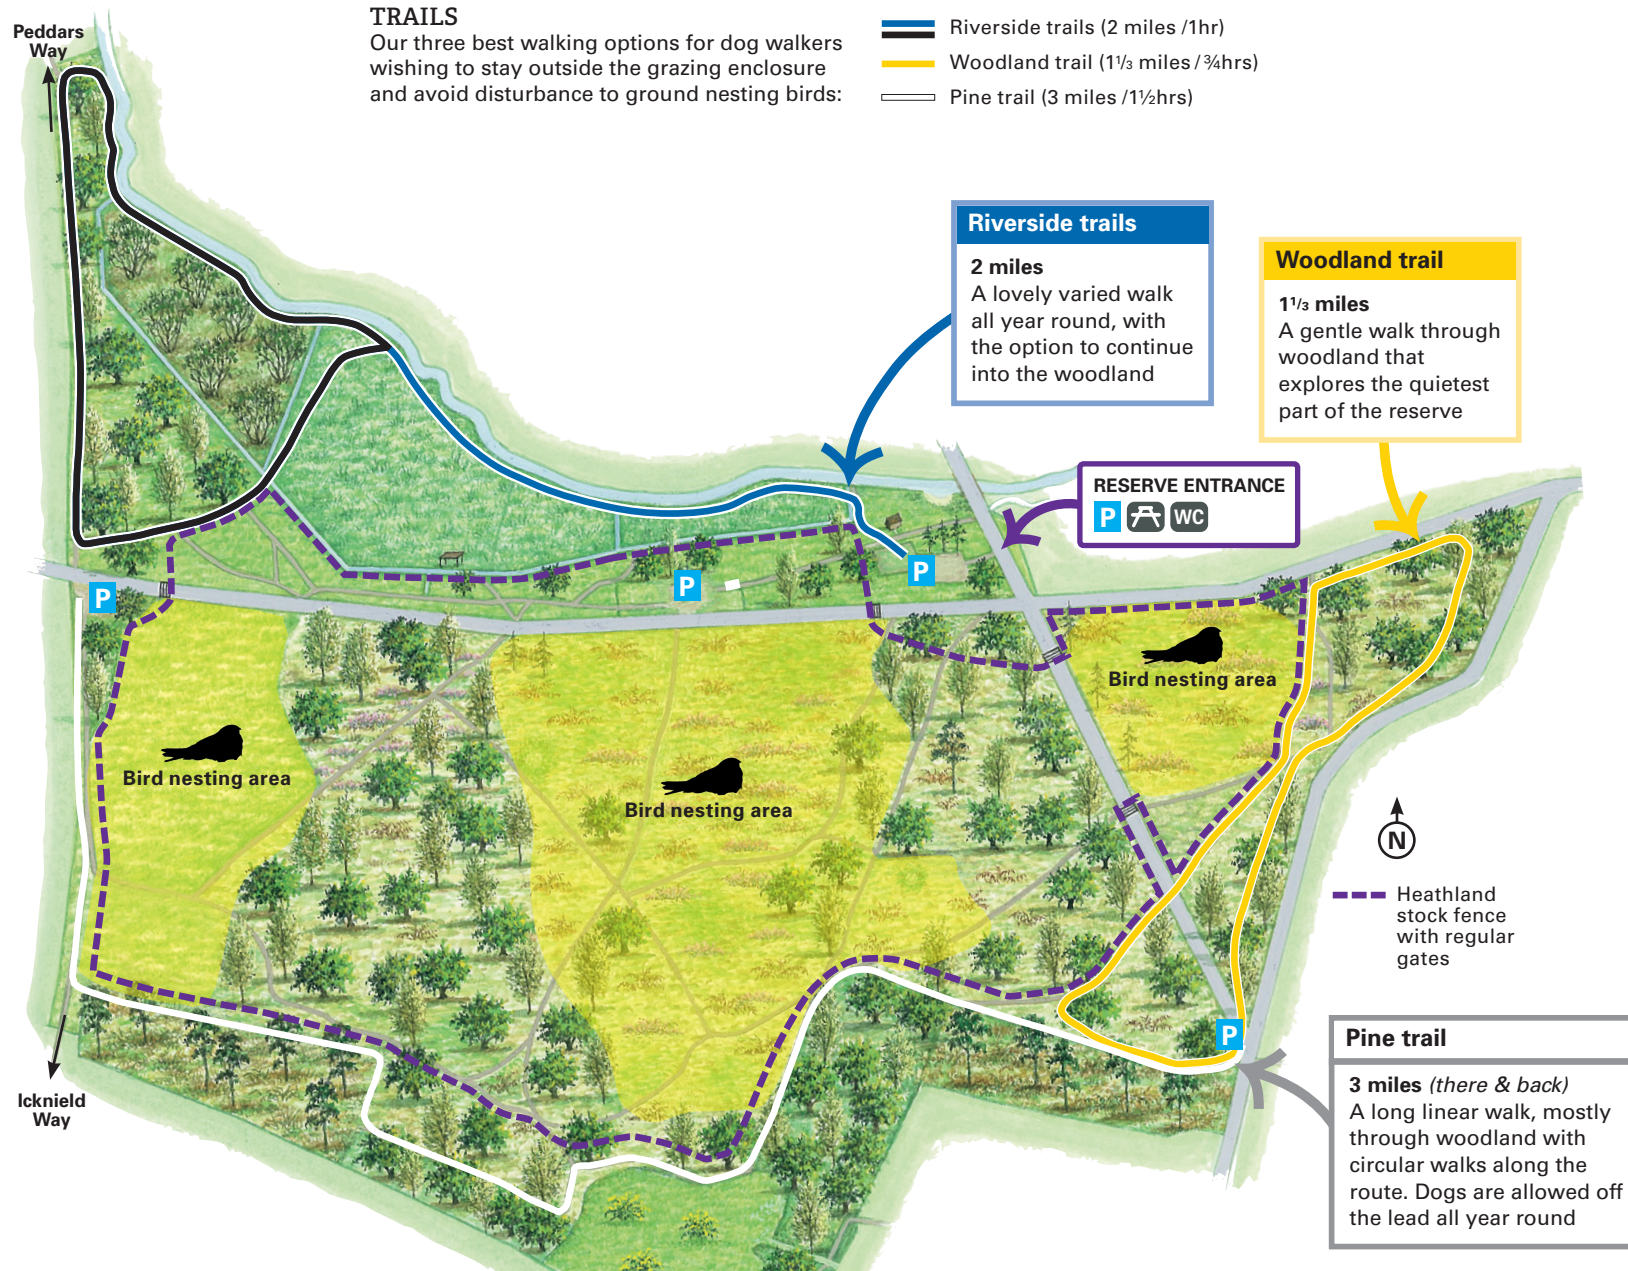 TRAILS
Our three best walking options for dog walkers
wishing to stay outside the grazing enclosure
and avoid disturbance to ground nesting birds:
Riverside trails (2 miles /1hr)
Woodland trail (1 1/3 miles / ¾hrs)
Pine trail (3 miles /1½hrs)
Peddars
Way
Riverside trails
2 miles
A lovely varied walk
all year round, with
the option to continue
into the woodland
Woodland trail
1 1/3 miles
A gentle walk through
woodland that
explores the quietest
part of the reserve
RESERVE ENTRANCE
P WC
P
P
P
Bird nesting area
Bird nesting area
Bird nesting area
N
Heathland
stock fence
with regular
gates
P
Icknield
Way
Pine trail
3 miles (there & back)
A long linear walk, mostly
through woodland with
circular walks along the
route. Dogs are allowed off
the lead all year round